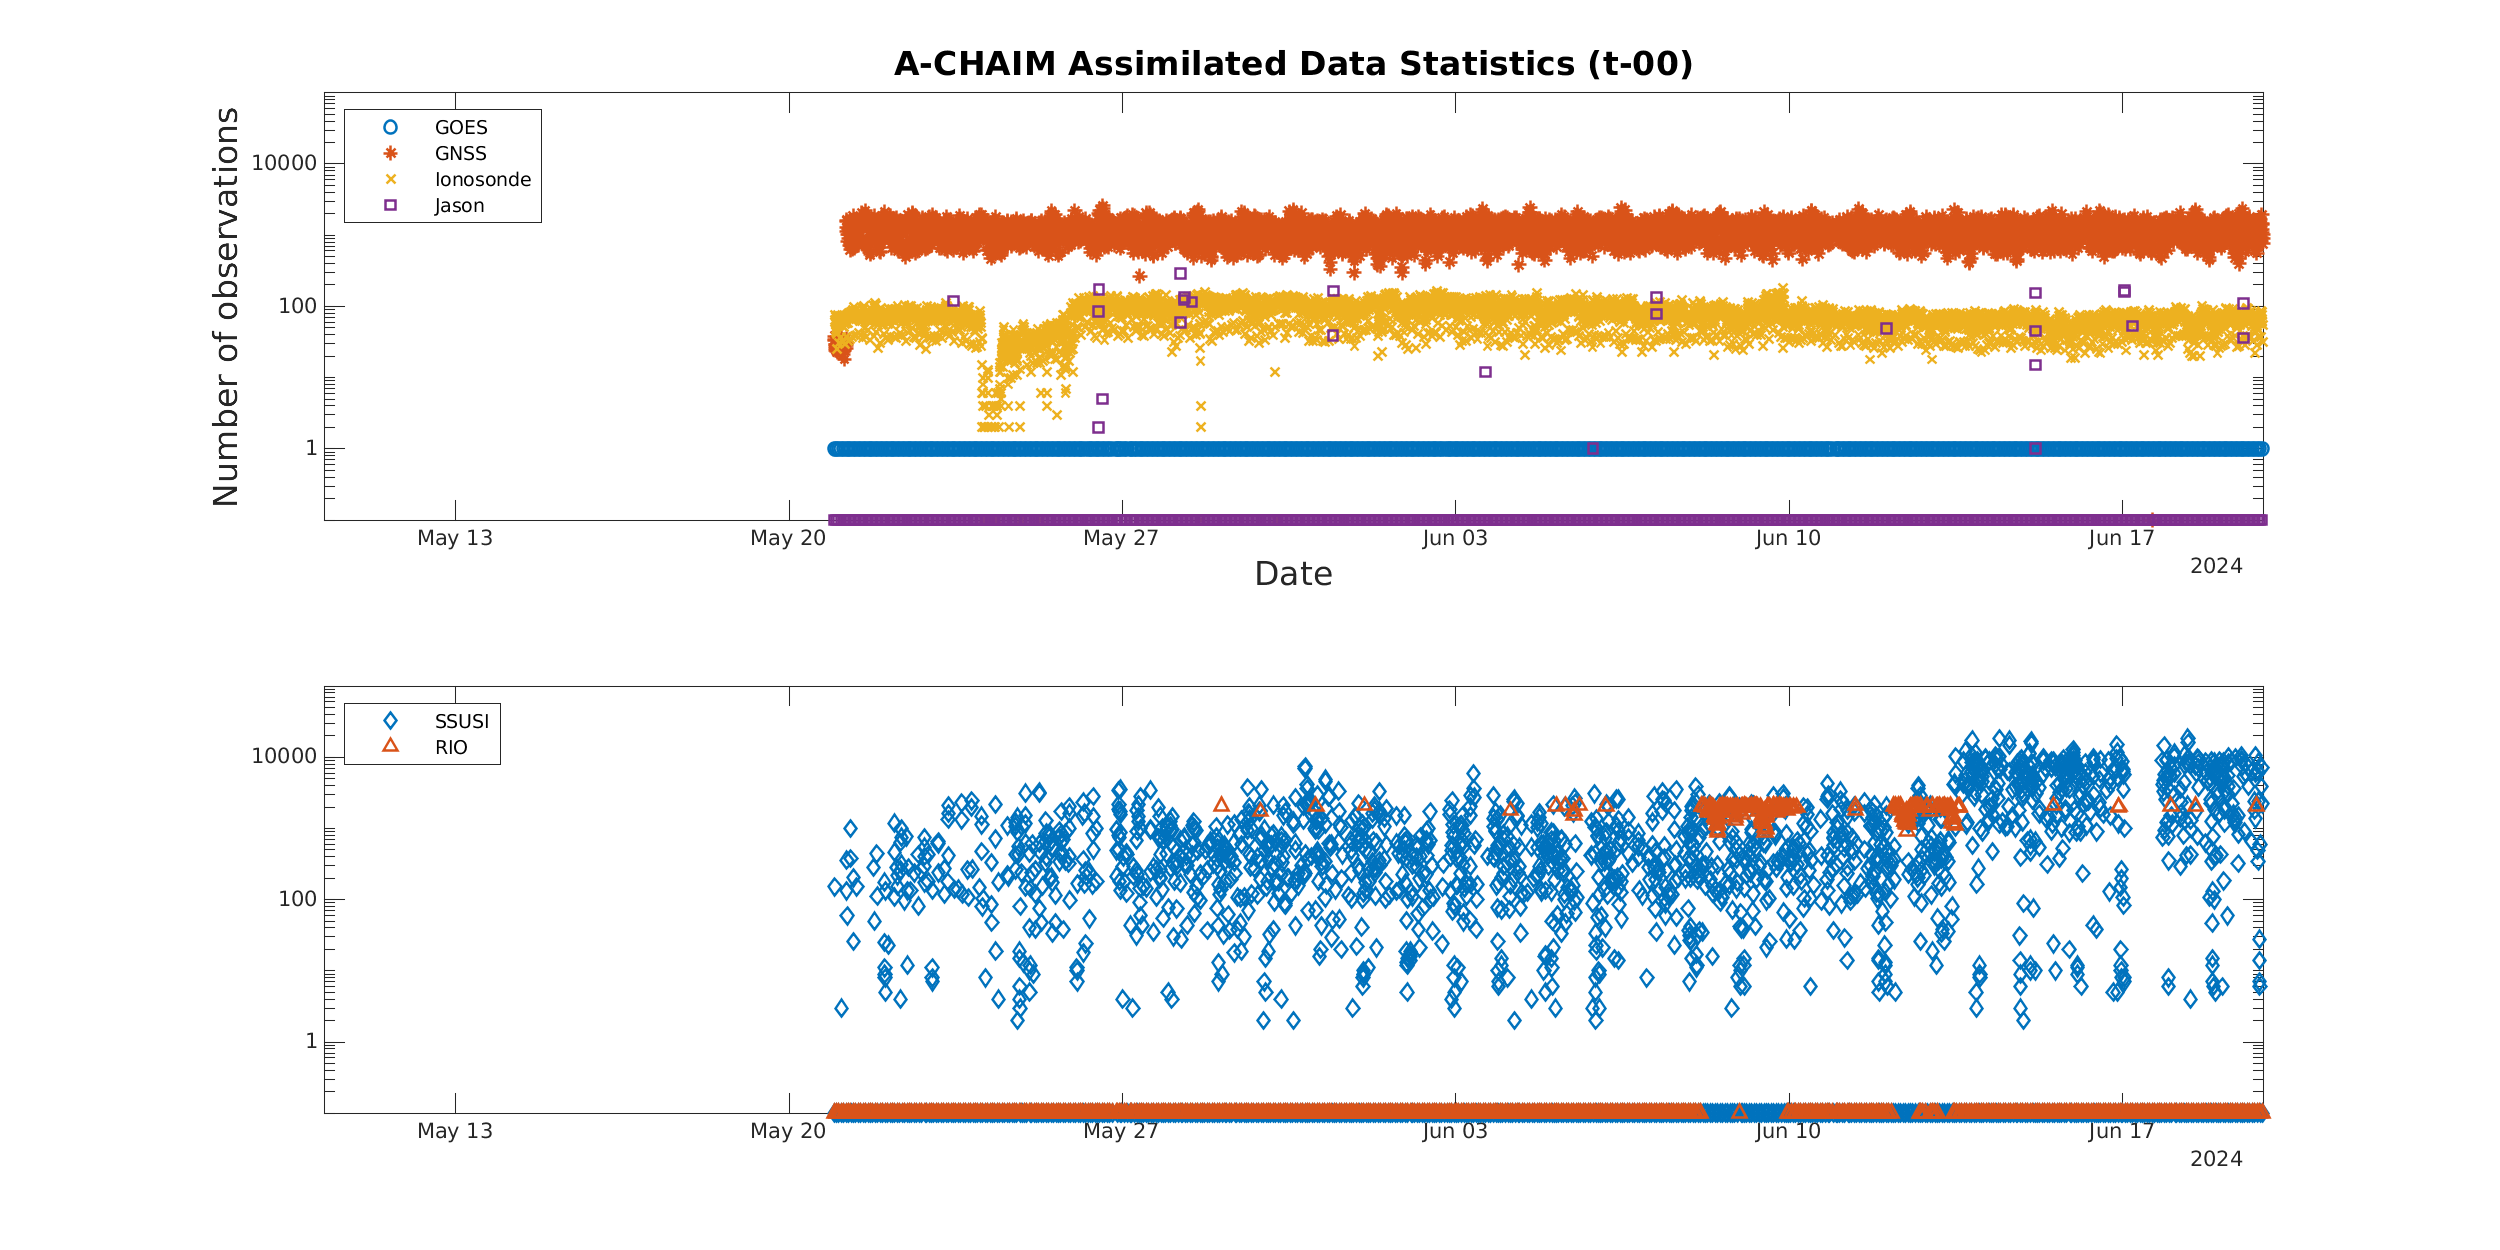 A-CHAIM Assimilated Data Statistics (t-00)
GOES
GNSS
Ionosonde
Jason
Number of observations
10000
100
1
May 13
May 20
May 27
Jun 03
Jun 10
Jun 17
2024
Date
SSUSI
RIO
10000
100
1
May 13
May 20
May 27
Jun 03
Jun 10
Jun 17
2024